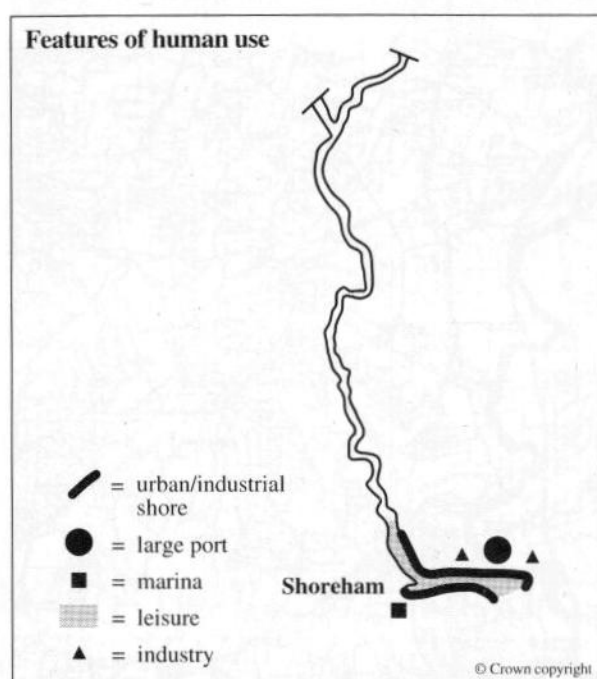 Features of human use
= urban/industrial
shore
= large port
= marina
= leisure
= industry
Shoreham
© Crown copyright